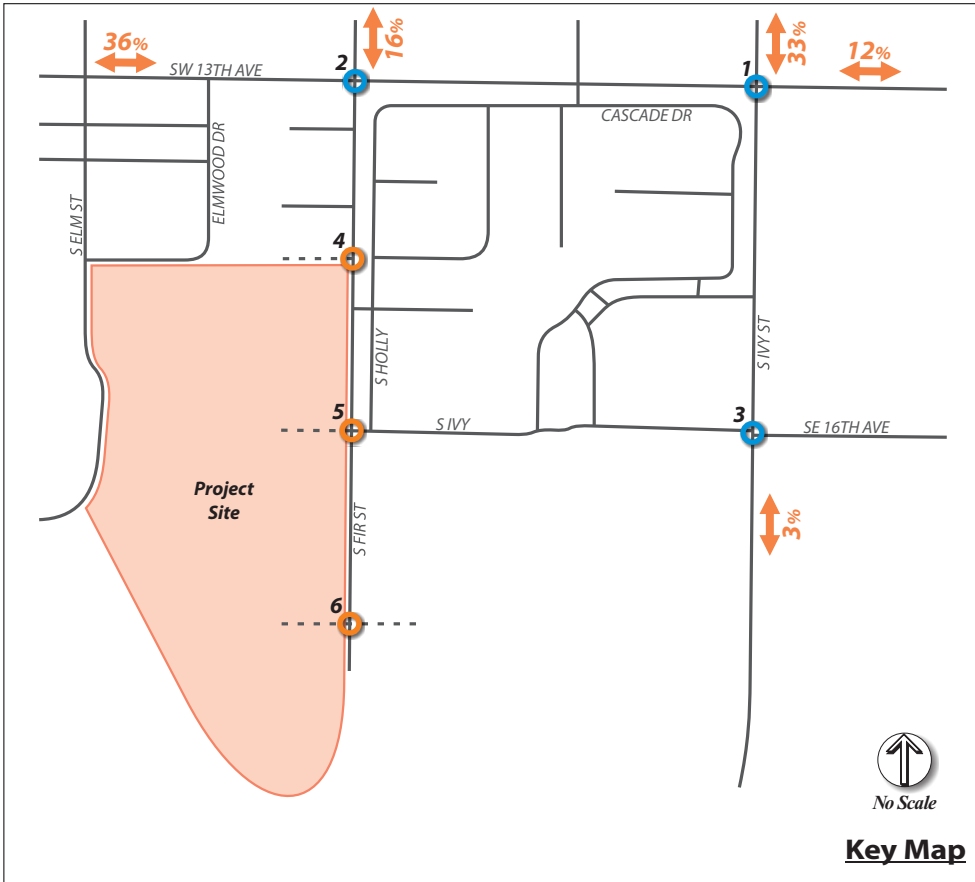 36%
16%
33%
12%
SW 13TH AVE
2
1
CASCADE DR
ELMWOOD DR
S ELM ST
4
S HOLLY
S IVY ST
5
S IVY
3
SE 16TH AVE
Project
Site
S FIR ST
3%
6
No Scale
Key Map